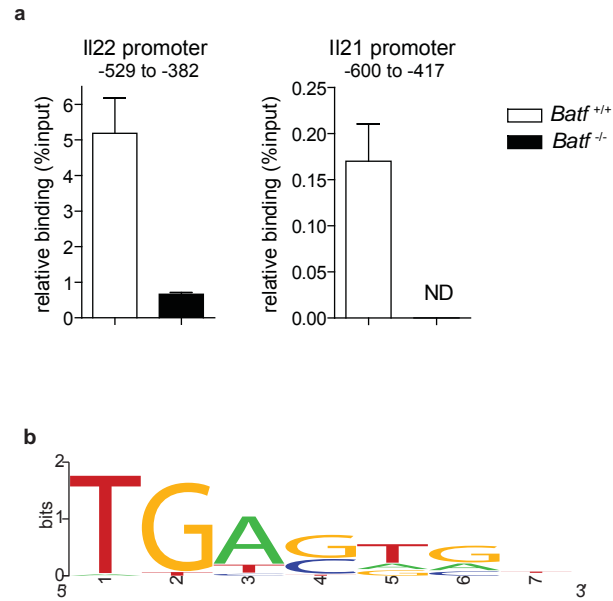 a
Il22 promoter
-529 to -382
relative binding (%input)
6
5
4
3
2
1
0
Il21 promoter
-600 to -417
relative binding (%input)
0.25
0.20
0.15
0.10
0.05
0.00
ND
Batf +/+
Batf -/-
b
bits
2
1
0
TGAGTG
T C T A A
G
5′
1 2 3 4 5 6 7
3′